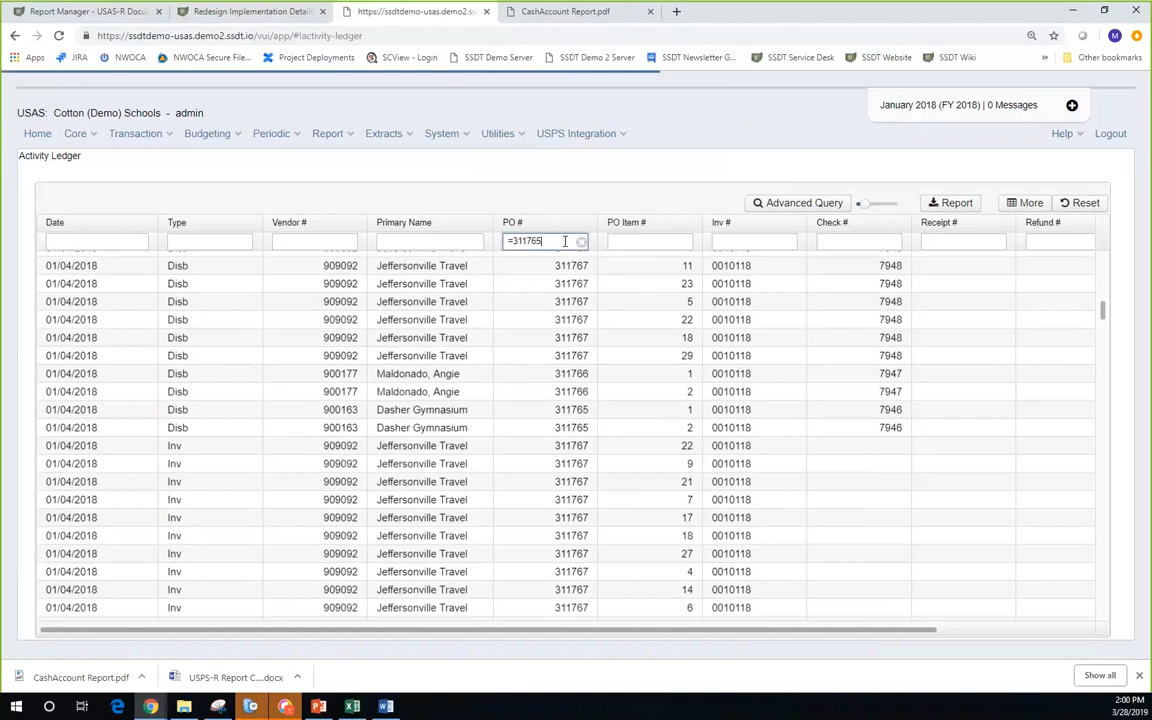 Report Manager - USAS-R Docu
Redesign Implementation Details
https://ssdtdemo-usas.demo2.ss
CashAccount Report.pdf
https://ssdtdemo-usas.demo2.ssdt.io/vui/app/#!activity-ledger
Apps JIRA NWOCA NWOCA Secure File... Project Deployments SCView - Login SSDT Demo Server SSDT Demo 2 Server SSDT Newsletter G... SSDT Service Desk SSDT Website SSDT Wiki » Other bookmarks
USAS: Cotton (Demo) Schools - admin
January 2018 (FY 2018) | 0 Messages
Home Core Transaction Budgeting Periodic Report Extracts System Utilities USPS Integration Help Logout
Activity Ledger
Advanced Query Report More Reset
Date Type Vendor # Primary Name PO # PO Item # Inv # Check # Receipt # Refund #
=311765
01/04/2018 Disb 909092 Jeffersonville Travel 311767 11 0010118 7948
01/04/2018 Disb 909092 Jeffersonville Travel 311767 23 0010118 7948
01/04/2018 Disb 909092 Jeffersonville Travel 311767 5 0010118 7948
01/04/2018 Disb 909092 Jeffersonville Travel 311767 22 0010118 7948
01/04/2018 Disb 909092 Jeffersonville Travel 311767 18 0010118 7948
01/04/2018 Disb 909092 Jeffersonville Travel 311767 29 0010118 7948
01/04/2018 Disb 900177 Maldonado, Angie 311766 1 0010118 7947
01/04/2018 Disb 900177 Maldonado, Angie 311766 2 0010118 7947
01/04/2018 Disb 900163 Dasher Gymnasium 311765 1 0010118 7946
01/04/2018 Disb 900163 Dasher Gymnasium 311765 2 0010118 7946
01/04/2018 Inv 909092 Jeffersonville Travel 311767 22 0010118
01/04/2018 Inv 909092 Jeffersonville Travel 311767 9 0010118
01/04/2018 Inv 909092 Jeffersonville Travel 311767 21 0010118
01/04/2018 Inv 909092 Jeffersonville Travel 311767 7 0010118
01/04/2018 Inv 909092 Jeffersonville Travel 311767 17 0010118
01/04/2018 Inv 909092 Jeffersonville Travel 311767 18 0010118
01/04/2018 Inv 909092 Jeffersonville Travel 311767 27 0010118
01/04/2018 Inv 909092 Jeffersonville Travel 311767 4 0010118
01/04/2018 Inv 909092 Jeffersonville Travel 311767 14 0010118
01/04/2018 Inv 909092 Jeffersonville Travel 311767 6 0010118
CashAccount Report.pdf
USPS-R Report C....docx
Show all
2:00 PM
3/28/2019